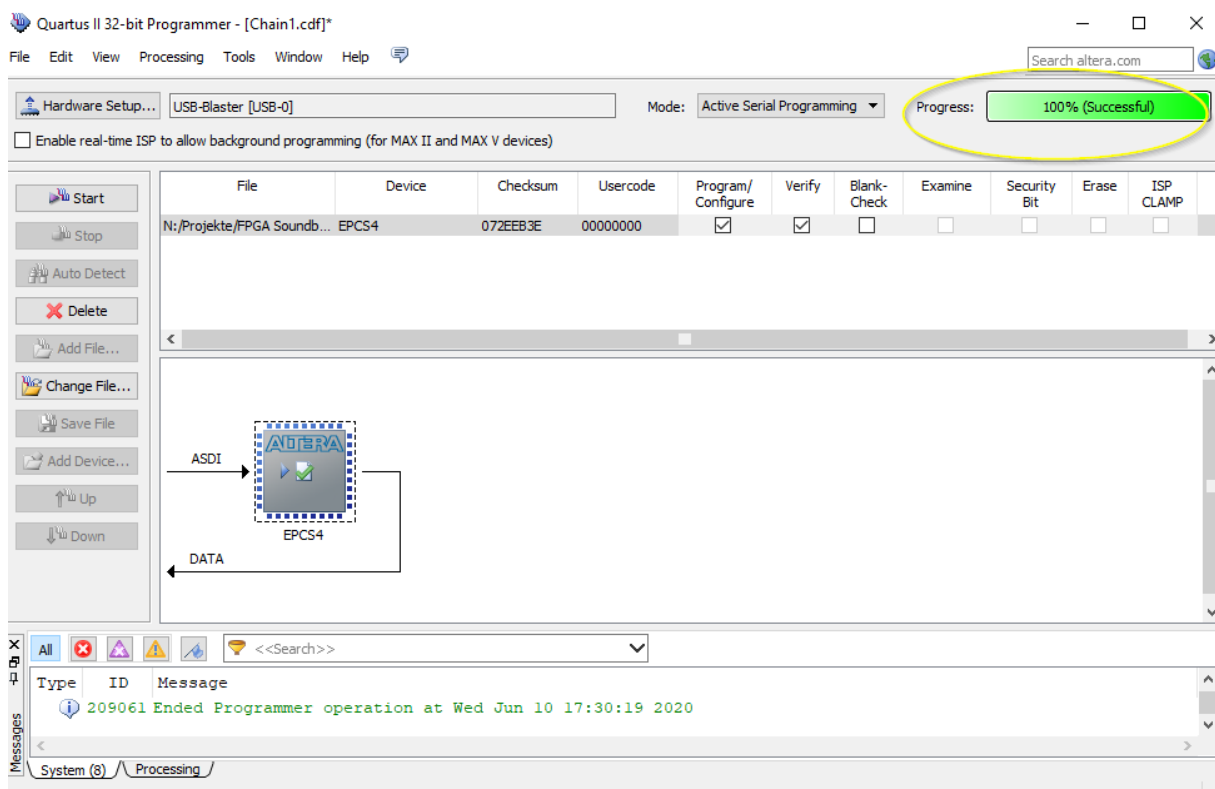 Quartus II 32-bit Programmer - [Chain1.cdf]*
File Edit View Processing Tools Window Help
Search altera.com
Hardware Setup... USB-Blaster [USB-0] Mode: Active Serial Programming Progress: 100% (Successful)
Enable real-time ISP to allow background programming (for MAX II and MAX V devices)
Start
Stop
Auto Detect
Delete
Add File...
Change File...
Save File
Add Device...
Up
Down
File Device Checksum Usercode Program/ Verify Blank- Examine Security Erase ISP
Configure Check Bit CLAMP
N:/Projekte/FPGA Soundb... EPCS4 072EEB3E 00000000
ALTERA
ASDI
EPCS4
DATA
All <<Search>>
Type ID Message
209061 Ended Programmer operation at Wed Jun 10 17:30:19 2020
Messages
System (8) Processing